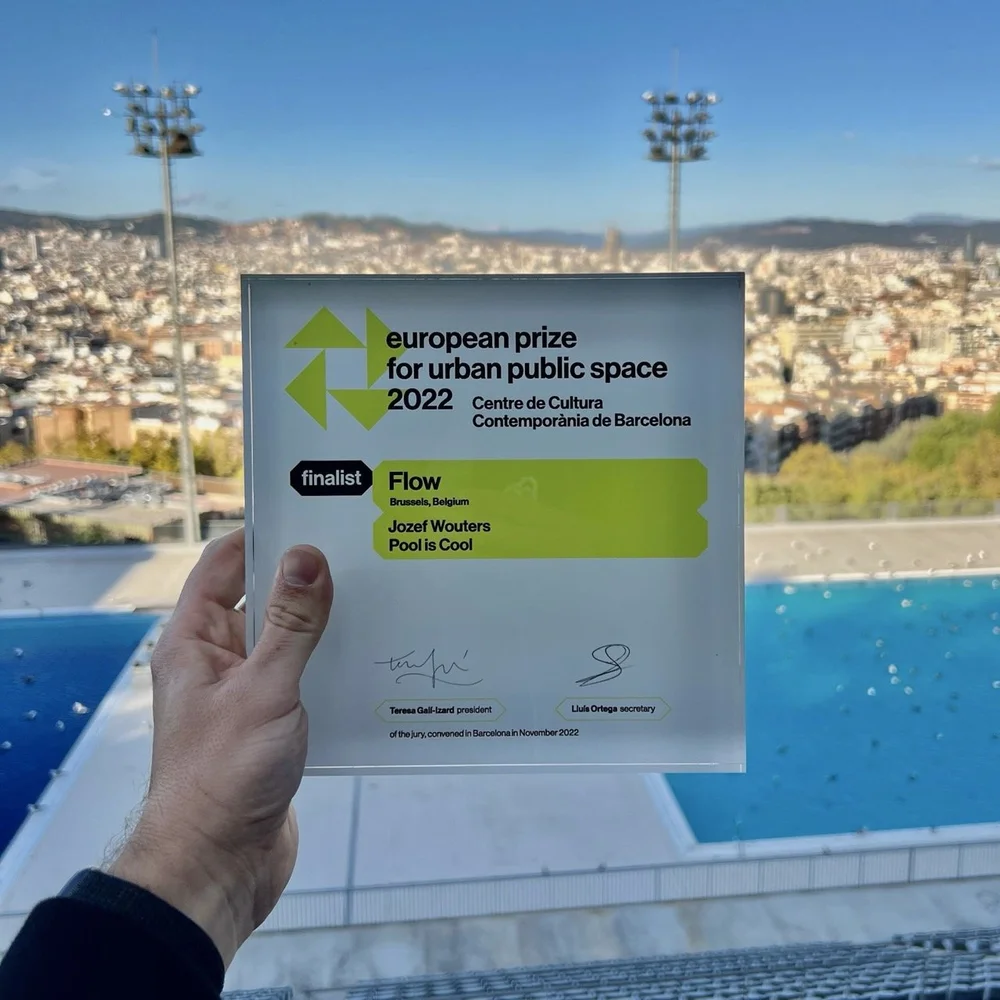 european prize
for urban public space
2022
Centre de Cultura
Contemporània de Barcelona
finalist
Flow
Brussels, Belgium
Jozef Wouters
Pool is Cool
Teresa Galí-Izard president
Lluís Ortega secretary
of the jury, convened in Barcelona in November 2022